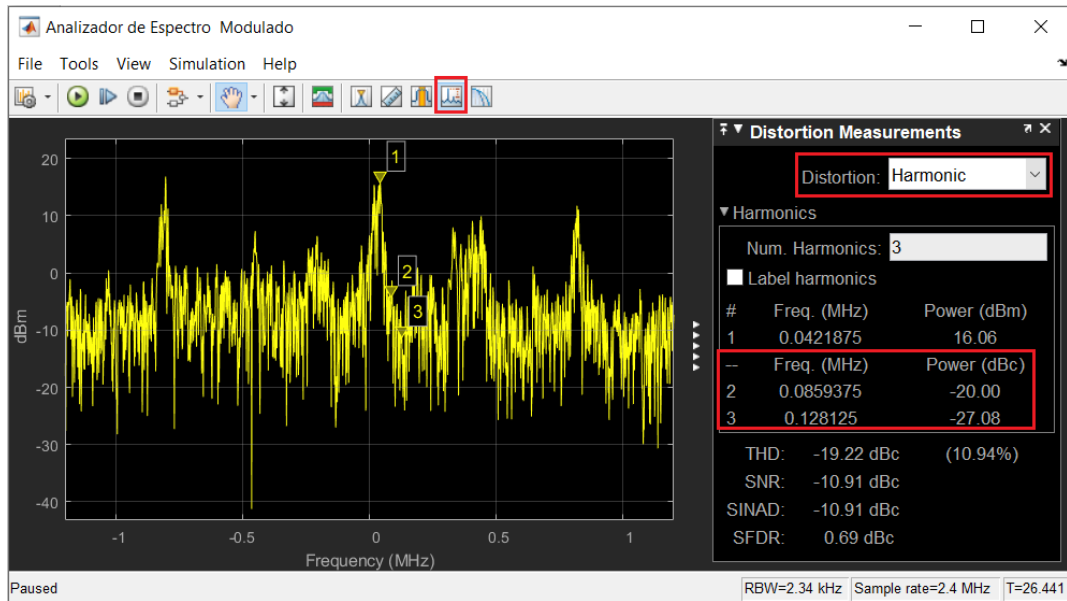 Analizador de Espectro Modulado
File Tools View Simulation Help
20
10
0
-10
-20
-30
-40
dBm
1
2
3
-1
-0.5
0
0.5
1
Frequency (MHz)
Distortion Measurements
Distortion: Harmonic
Harmonics
Num. Harmonics: 3
Label harmonics
# Freq. (MHz) Power (dBm)
1 0.0421875 16.06
-- Freq. (MHz) Power (dBc)
2 0.0859375 -20.00
3 0.128125 -27.08
THD: -19.22 dBc (10.94%)
SNR: -10.91 dBc
SINAD: -10.91 dBc
SFDR: 0.69 dBc
Paused
RBW=2.34 kHz Sample rate=2.4 MHz T=26.441